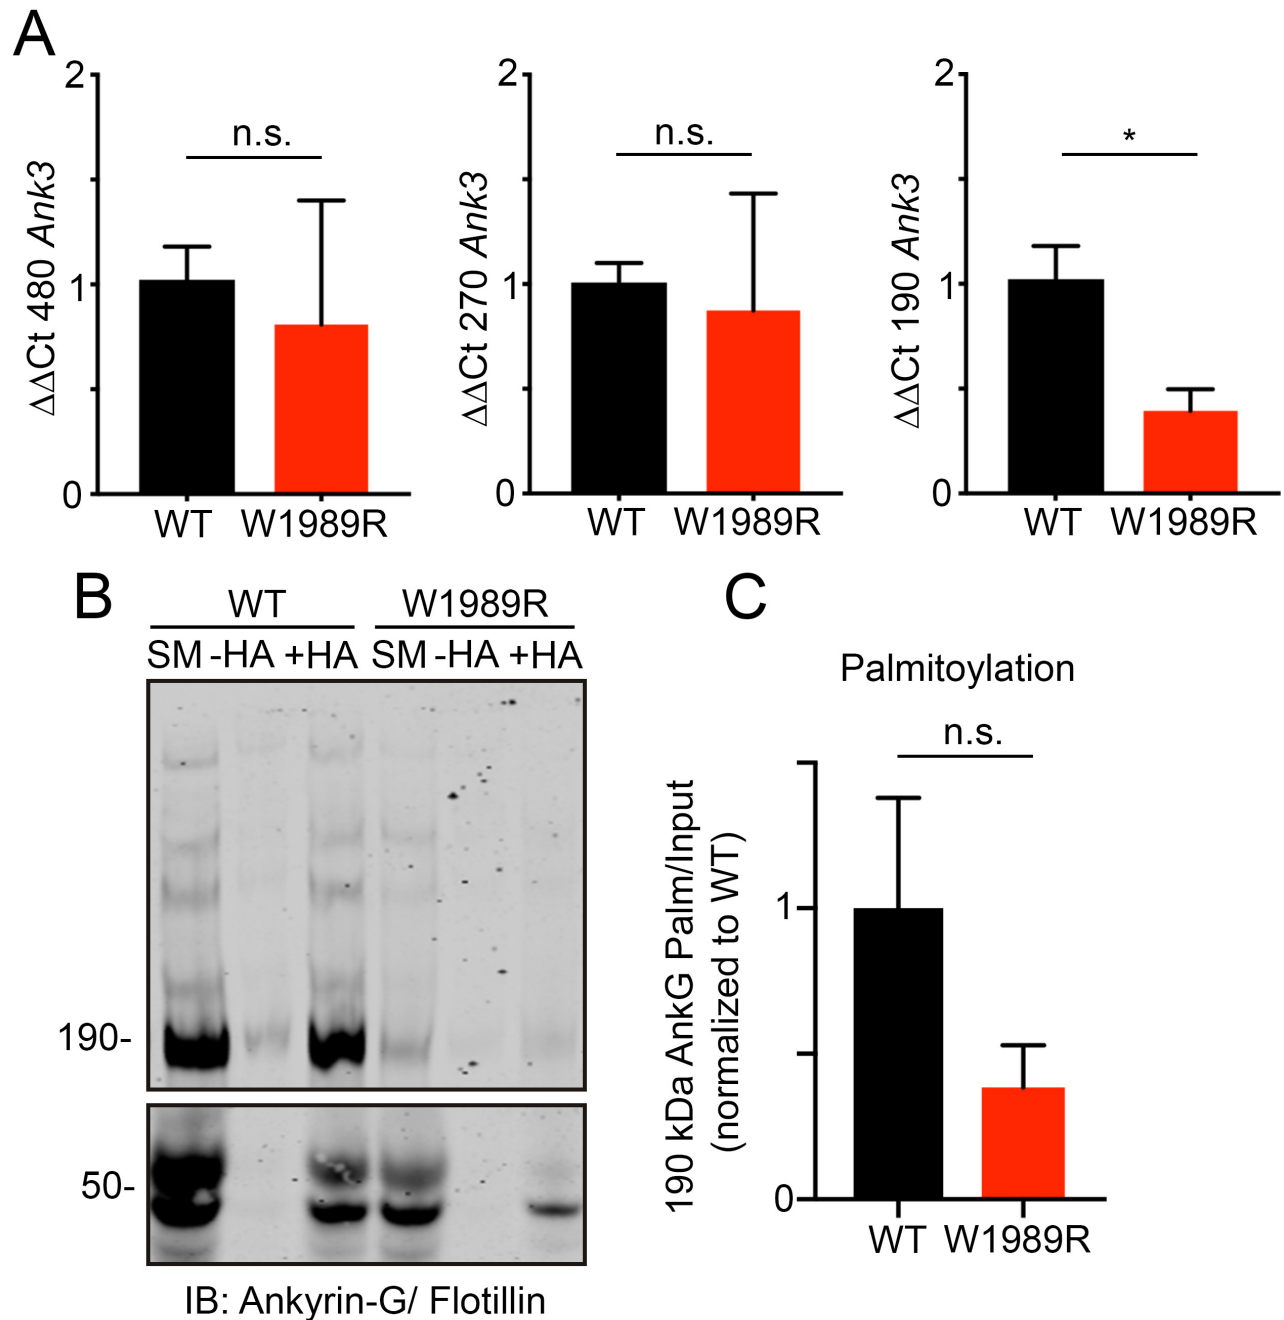 A
2
1
0
ΔΔCt 480 Ank3
n.s.
WT W1989R
2
1
0
ΔΔCt 270 Ank3
n.s.
WT W1989R
2
1
0
ΔΔCt 190 Ank3
*
WT W1989R
B
WT W1989R
SM -HA +HA SM -HA +HA
190-
50-
IB: Ankyrin-G/ Flotillin
C
Palmitoylation
n.s.
190 kDa AnkG Palm/Input
(normalized to WT)
1
0
WT W1989R